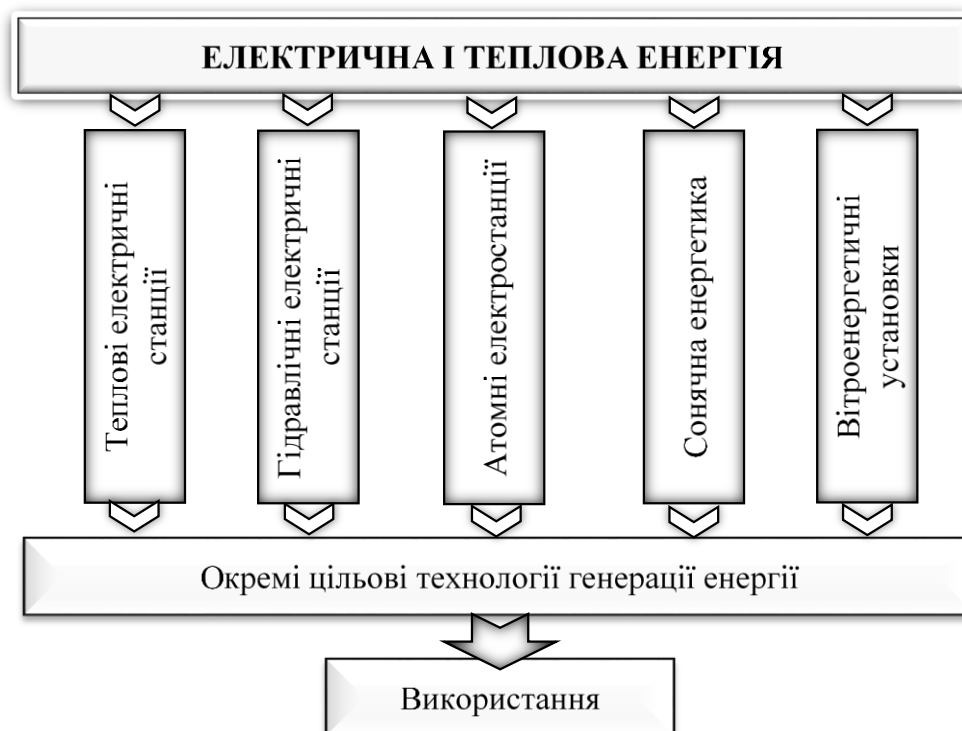 ЕЛЕКТРИЧНА І ТЕПЛОВА ЕНЕРГІЯ
Теплові електричні
станції
Гідравлічні електричні
станції
Атомні електростанції
Сонячна енергетика
Вітроенергетичні
установки
Окремі цільові технології генерації енергії
Використання